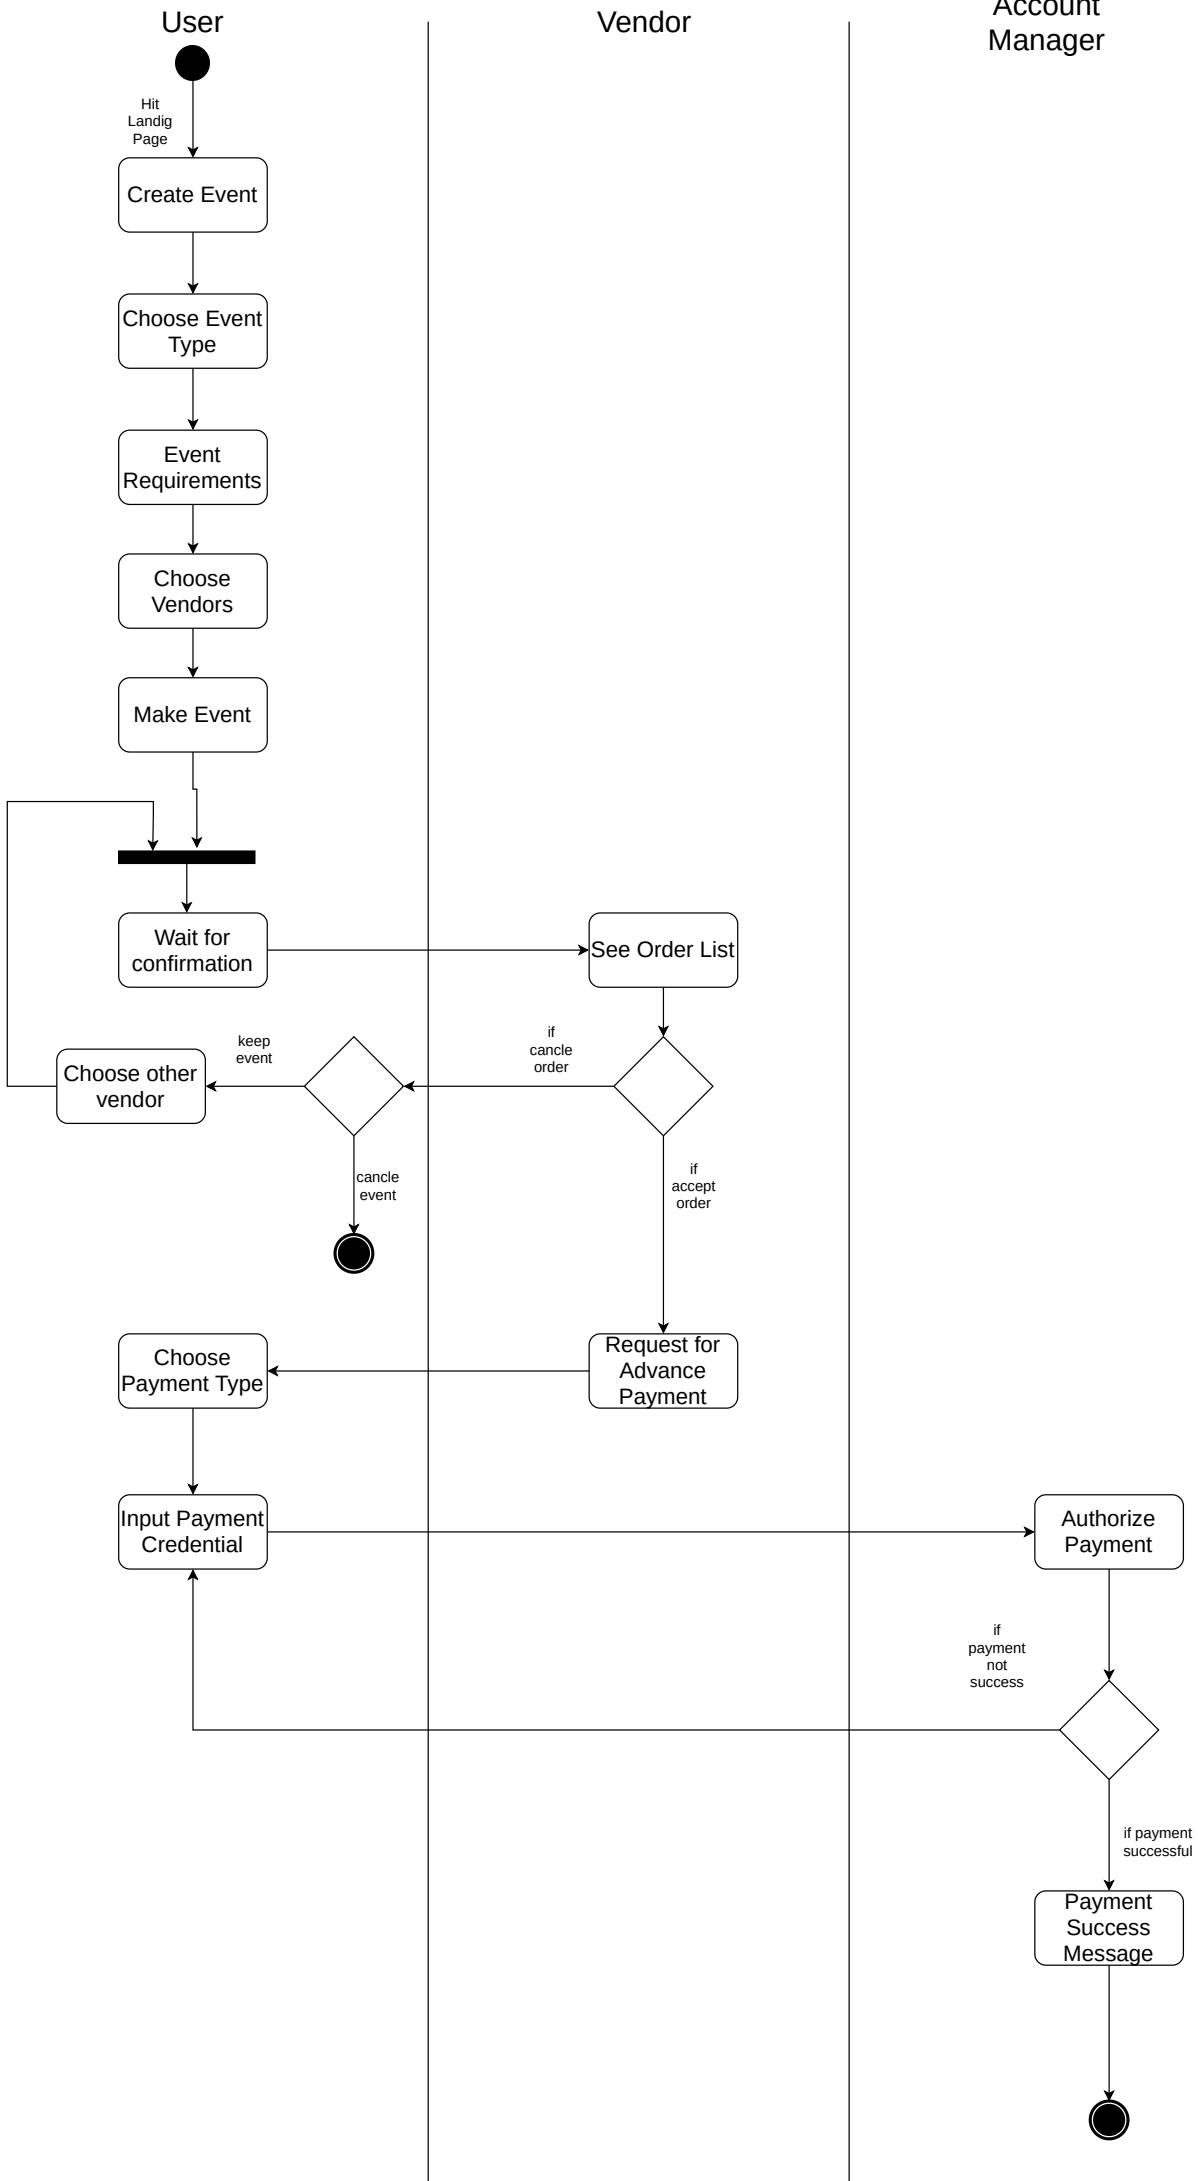 User
Vendor
Account
Manager
Hit
Landig
Page
Create Event
Choose Event
Type
Event
Requirements
Choose
Vendors
Make Event
Wait for
confirmation
See Order List
keep
event
if
cancle
order
Choose other
vendor
cancle
event
if
accept
order
Choose
Payment Type
Request for
Advance
Payment
Input Payment
Credential
Authorize
Payment
if
payment
not
success
if payment
successful
Payment
Success
Message